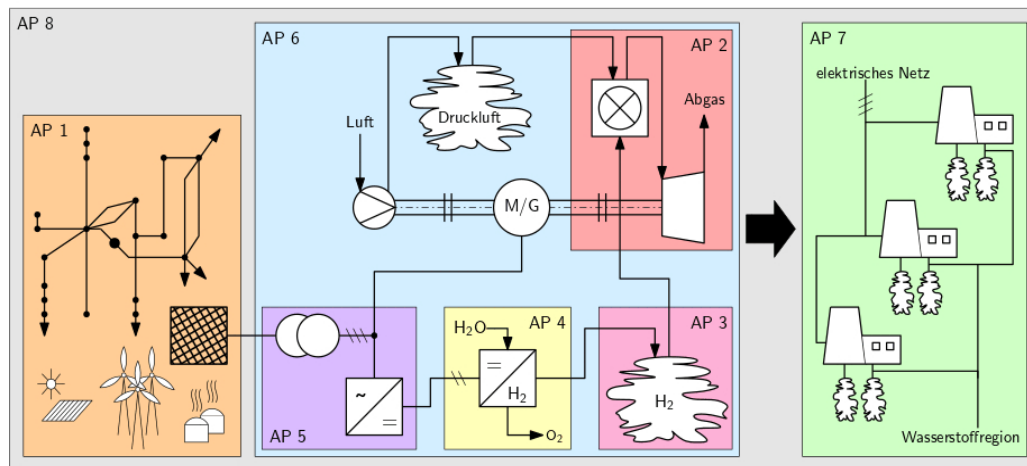 AP 8
AP 6
AP 2
AP 7
elektrisches Netz
Abgas
Druckluft
Luft
AP 1
M/G
H₂O
AP 4
AP 3
~
=
=
H₂
H₂
O₂
AP 5
Wasserstoffregion